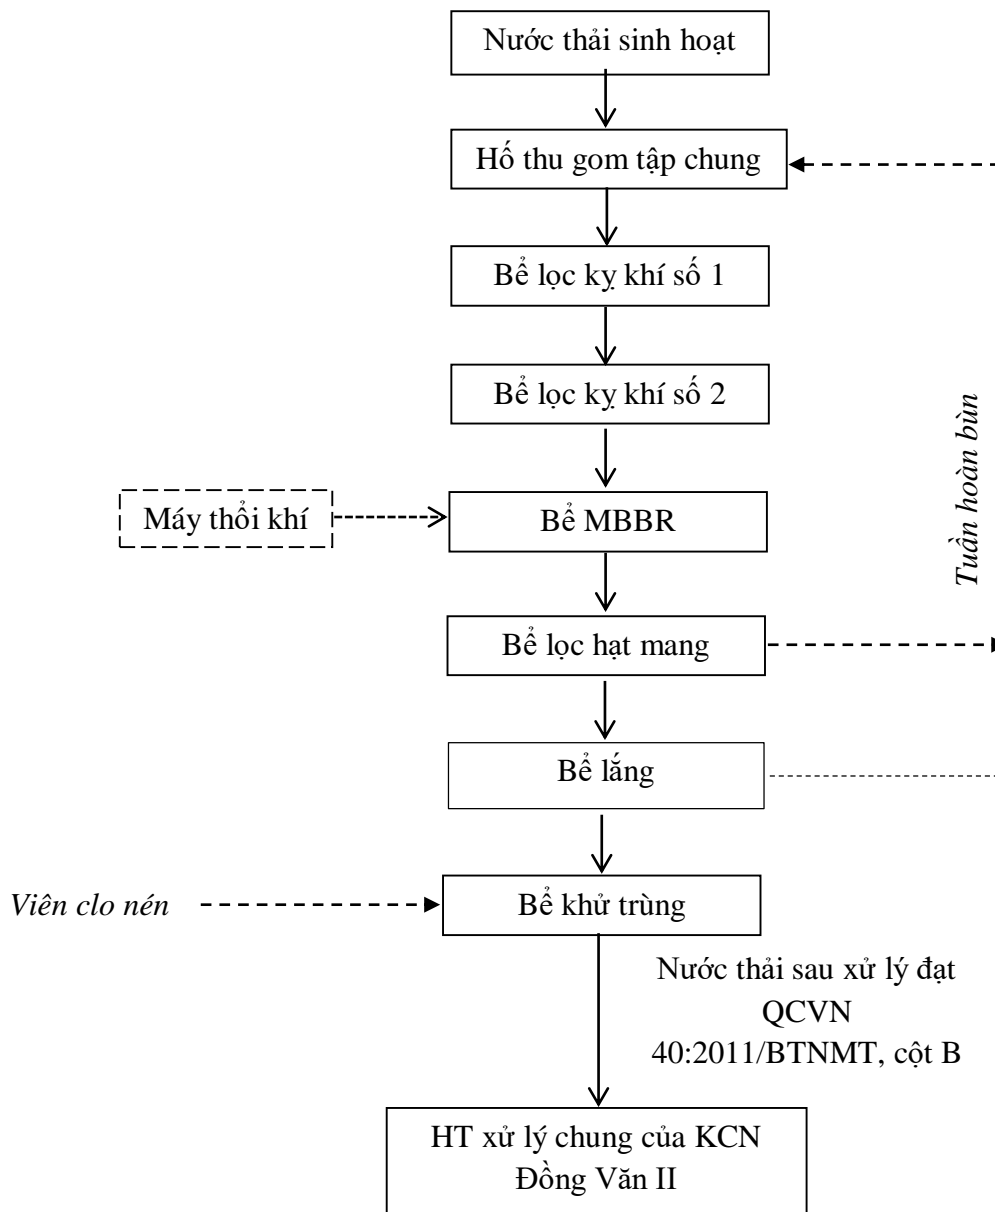 Nước thải sinh hoạt
Hố thu gom tập chung
Bể lọc kỵ khí số 1
Bể lọc kỵ khí số 2
Tuần hoàn bùn
Máy thổi khí
Bể MBBR
Bể lọc hạt mang
Bể lắng
Viên clo nén
Bể khử trùng
Nước thải sau xử lý đạt
QCVN
40:2011/BTNMT, cột B
HT xử lý chung của KCN
Đồng Văn II